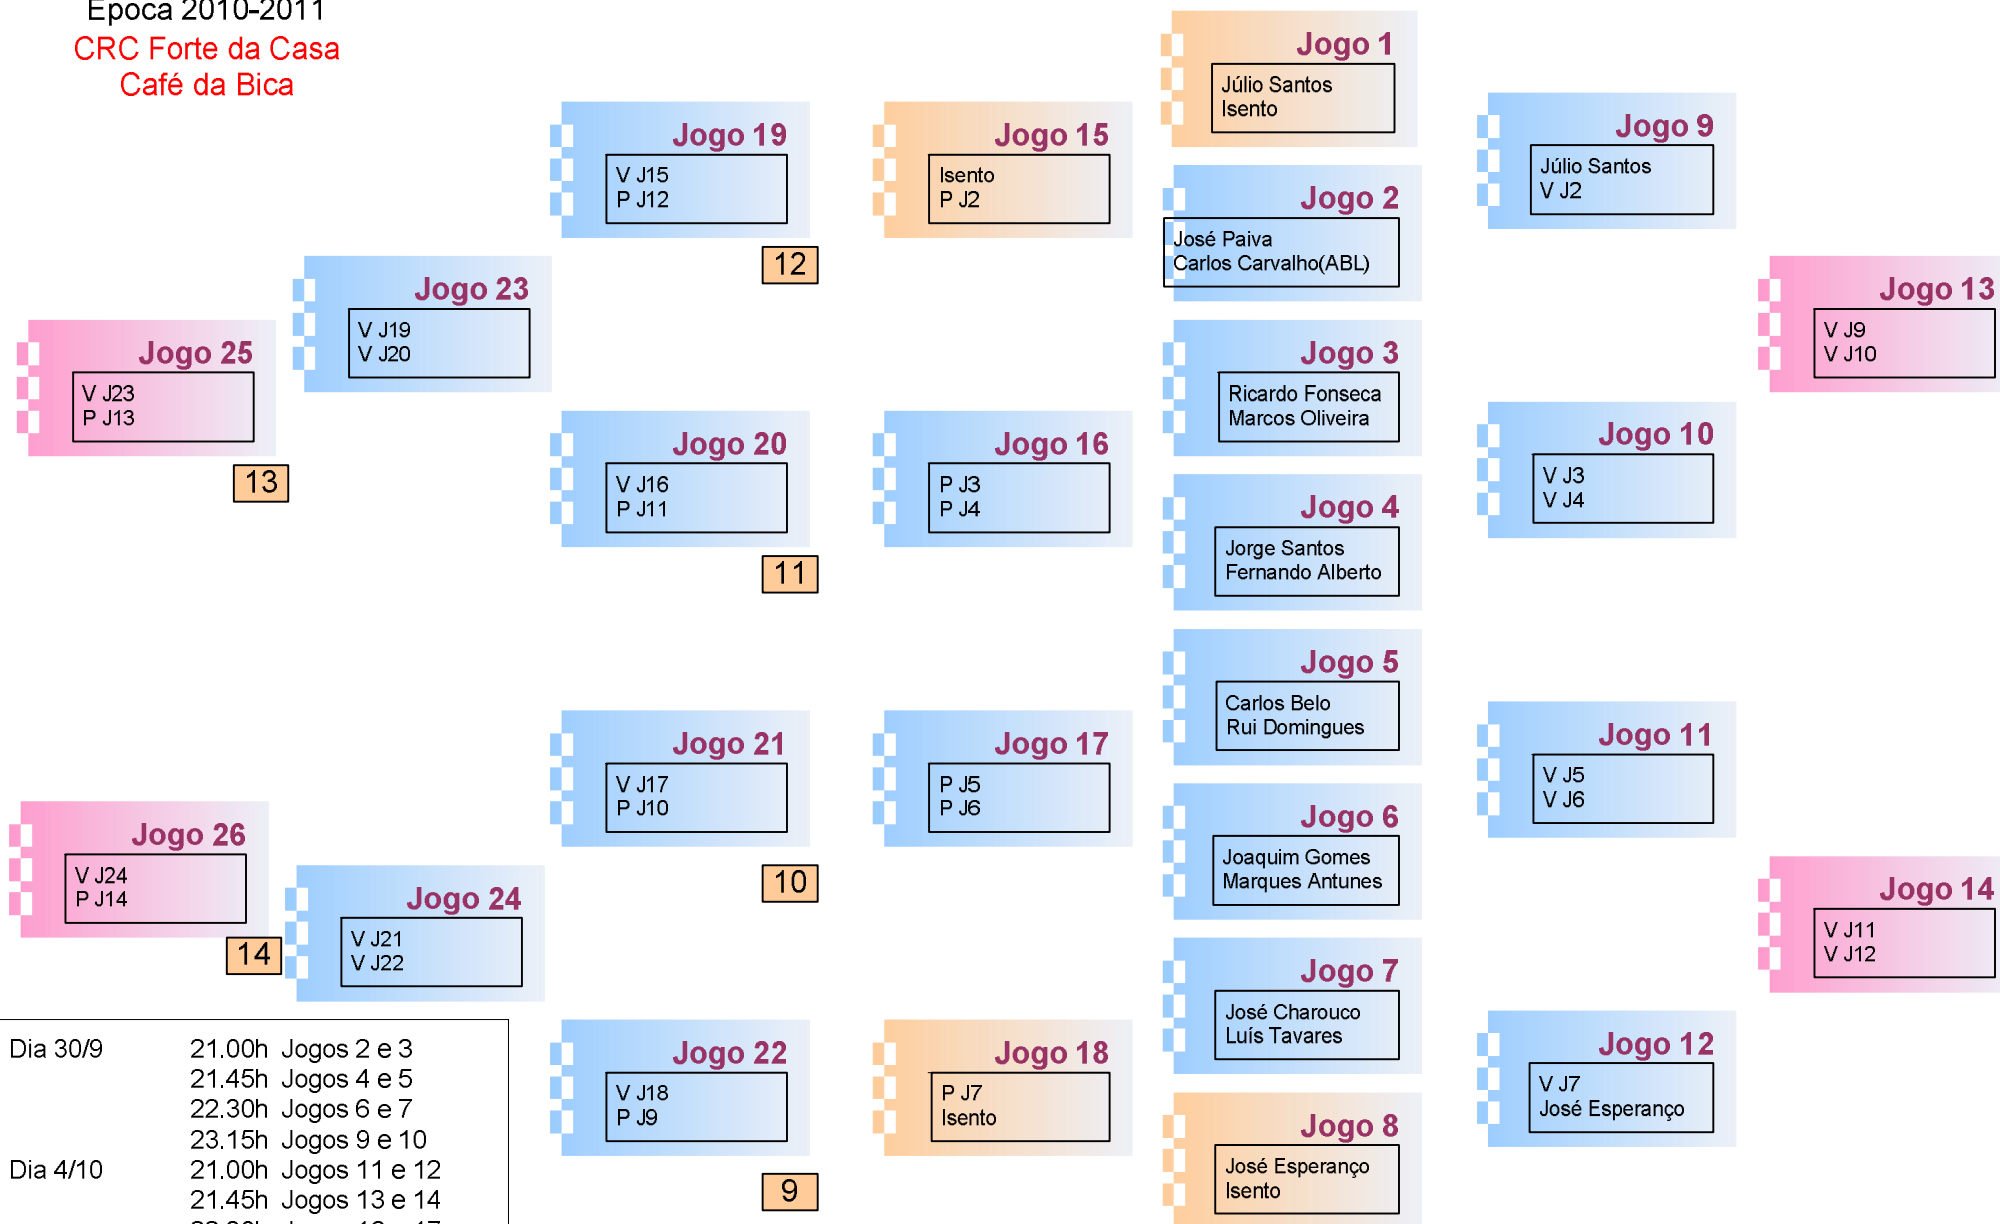 Época 2010-2011
CRC Forte da Casa
Café da Bica
Jogo 1
Júlio Santos
Isento
Jogo 2
José Paiva
Carlos Carvalho(ABL)
Jogo 3
Ricardo Fonseca
Marcos Oliveira
Jogo 4
Jorge Santos
Fernando Alberto
Jogo 5
Carlos Belo
Rui Domingues
Jogo 6
Joaquim Gomes
Marques Antunes
Jogo 7
José Charouco
Luís Tavares
Jogo 8
José Esperanço
Isento
Jogo 9
Júlio Santos
V J2
Jogo 10
V J3
V J4
Jogo 11
V J5
V J6
Jogo 12
V J7
José Esperanço
Jogo 13
V J9
V J10
Jogo 14
V J11
V J12
Jogo 15
Isento
P J2
Jogo 16
P J3
P J4
Jogo 17
P J5
P J6
Jogo 18
P J7
Isento
Jogo 19
V J15
P J12
12
Jogo 20
V J16
P J11
11
Jogo 21
V J17
P J10
10
Jogo 22
V J18
P J9
9
Jogo 23
V J19
V J20
Jogo 24
V J21
V J22
Jogo 25
V J23
P J13
13
Jogo 26
V J24
P J14
14
Dia 30/9 21.00h Jogos 2 e 3
21.45h Jogos 4 e 5
22.30h Jogos 6 e 7
23.15h Jogos 9 e 10
Dia 4/10 21.00h Jogos 11 e 12
21.45h Jogos 13 e 14